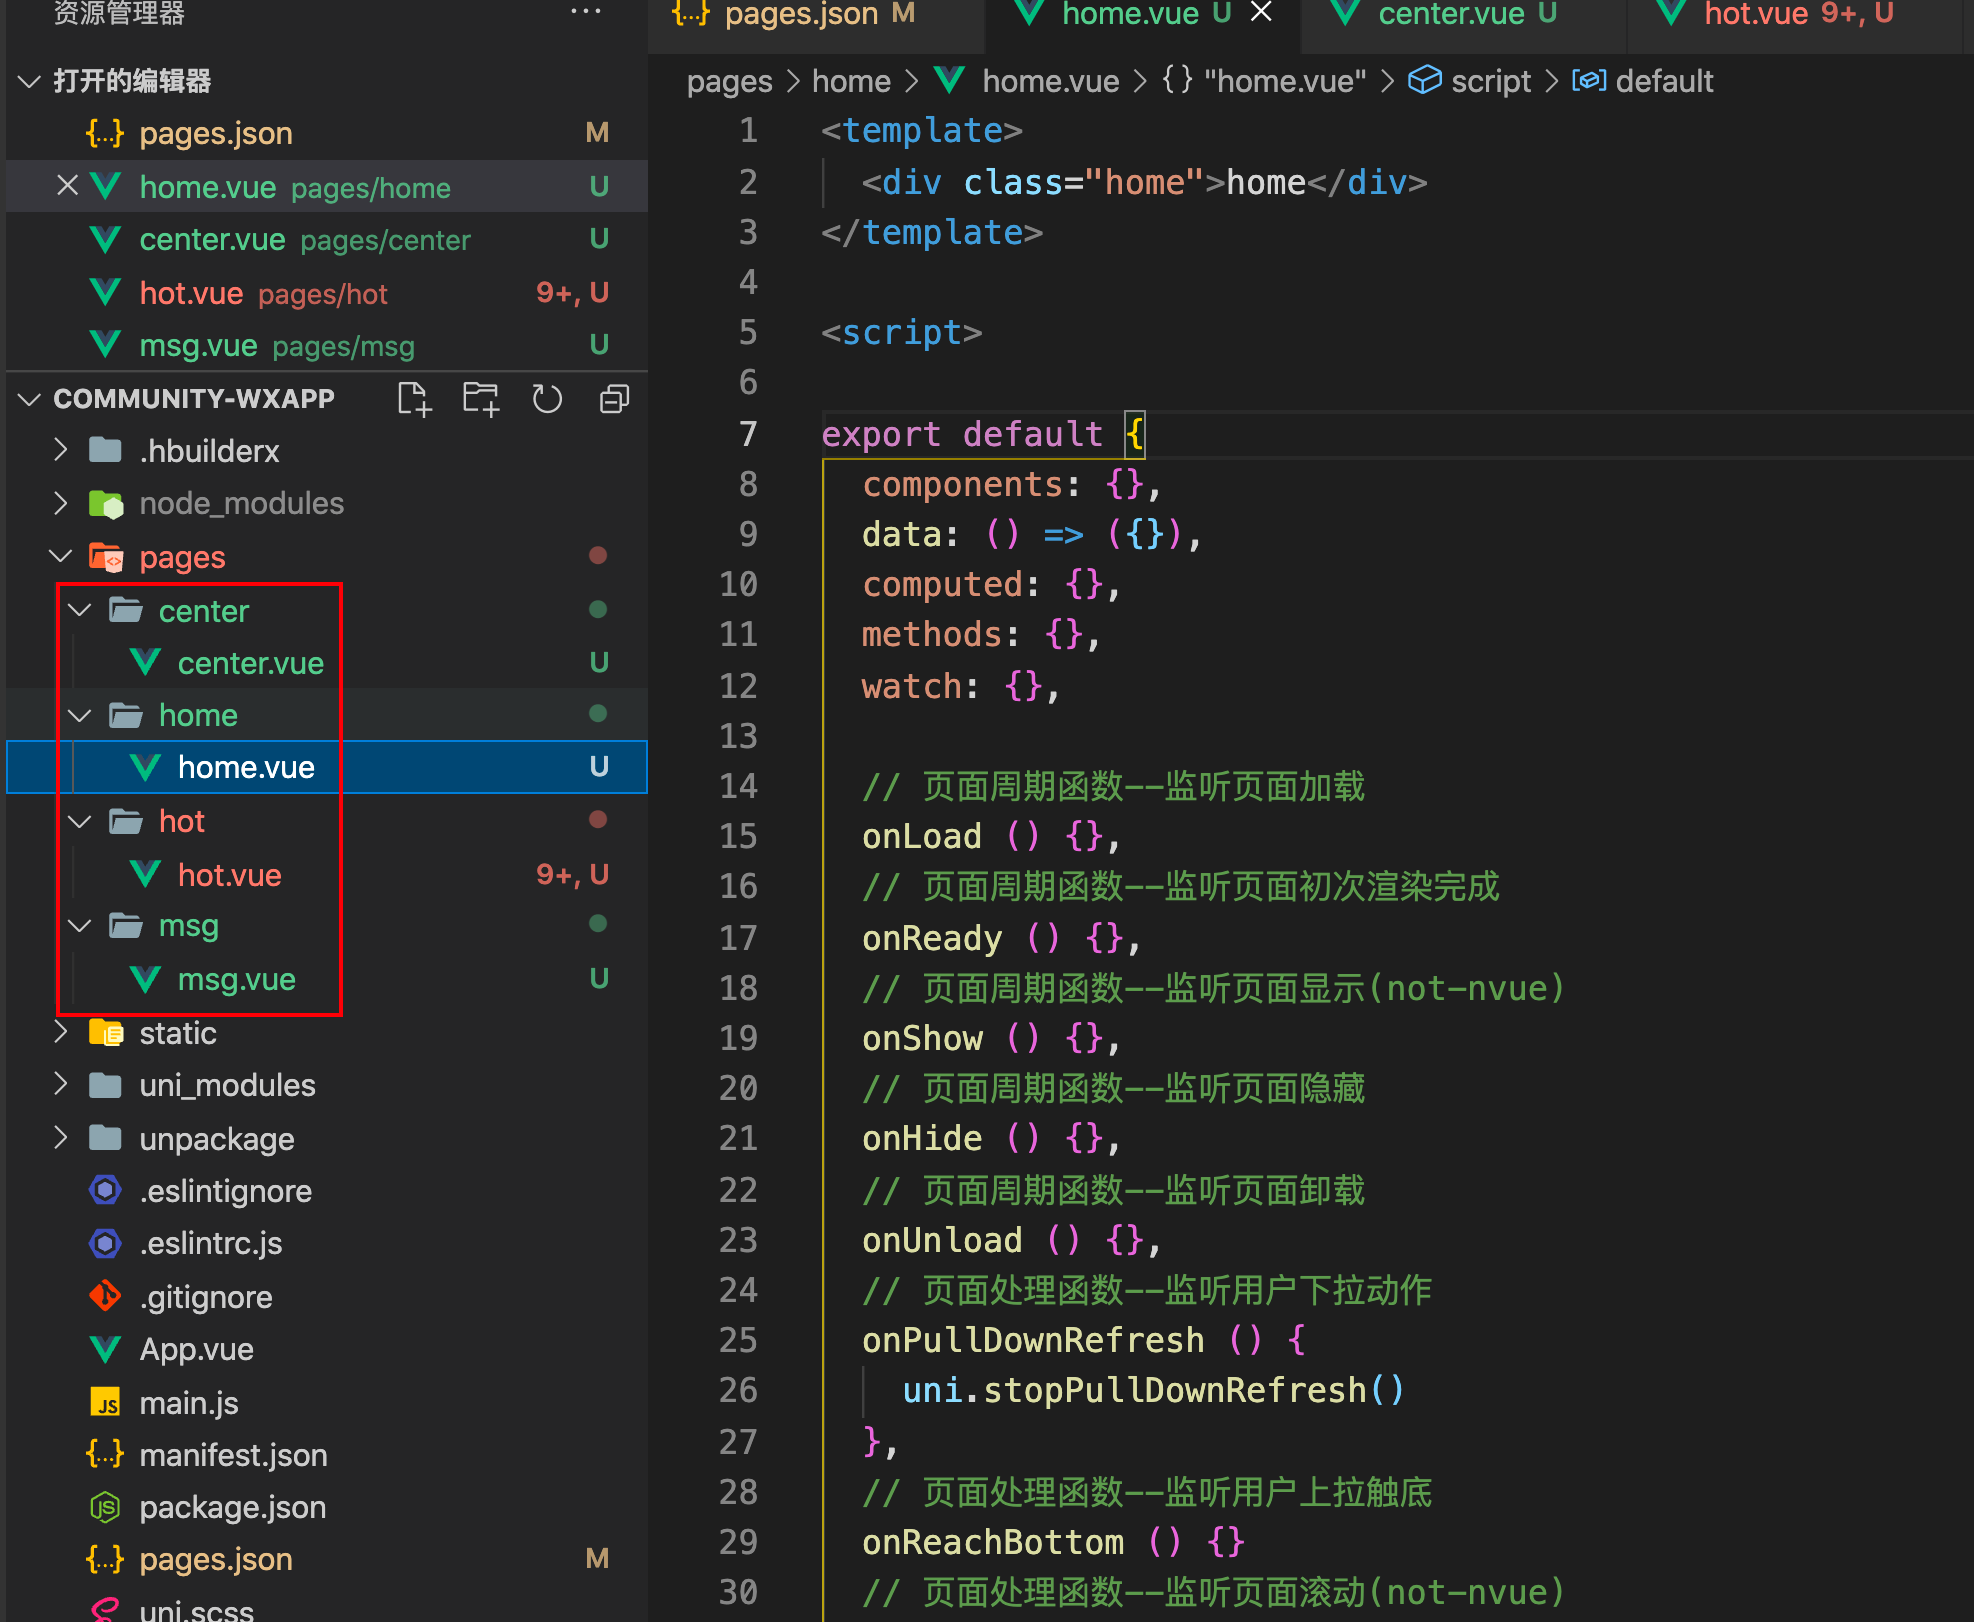 资源管理器
打开的编辑器
pages.json M
home.vue pages/home U
center.vue pages/center U
hot.vue pages/hot 9+, U
msg.vue pages/msg U
COMMUNITY-WXAPP
.hbuilderx
node_modules
pages
center
center.vue U
home
home.vue U
hot
hot.vue 9+, U
msg
msg.vue U
static
uni_modules
unpackage
.eslintignore
.eslintrc.js
.gitignore
App.vue
main.js
manifest.json
package.json
pages.json M
uni.scss
pages.json M home.vue U center.vue U hot.vue 9+, U
pages > home > home.vue > {} "home.vue" > script > default
1 <template>
2 <div class="home">home</div>
3 </template>
4
5 <script>
6
7 export default {
8 components: {},
9 data: () => ({}),
10 computed: {},
11 methods: {},
12 watch: {},
13
14 // 页面周期函数--监听页面加载
15 onLoad () {},
16 // 页面周期函数--监听页面初次渲染完成
17 onReady () {},
18 // 页面周期函数--监听页面显示(not-nvue)
19 onShow () {},
20 // 页面周期函数--监听页面隐藏
21 onHide () {},
22 // 页面周期函数--监听页面卸载
23 onUnload () {},
24 // 页面处理函数--监听用户下拉动作
25 onPullDownRefresh () {
26 uni.stopPullDownRefresh()
27 },
28 // 页面处理函数--监听用户上拉触底
29 onReachBottom () {}
30 // 页面处理函数--监听页面滚动(not-nvue)